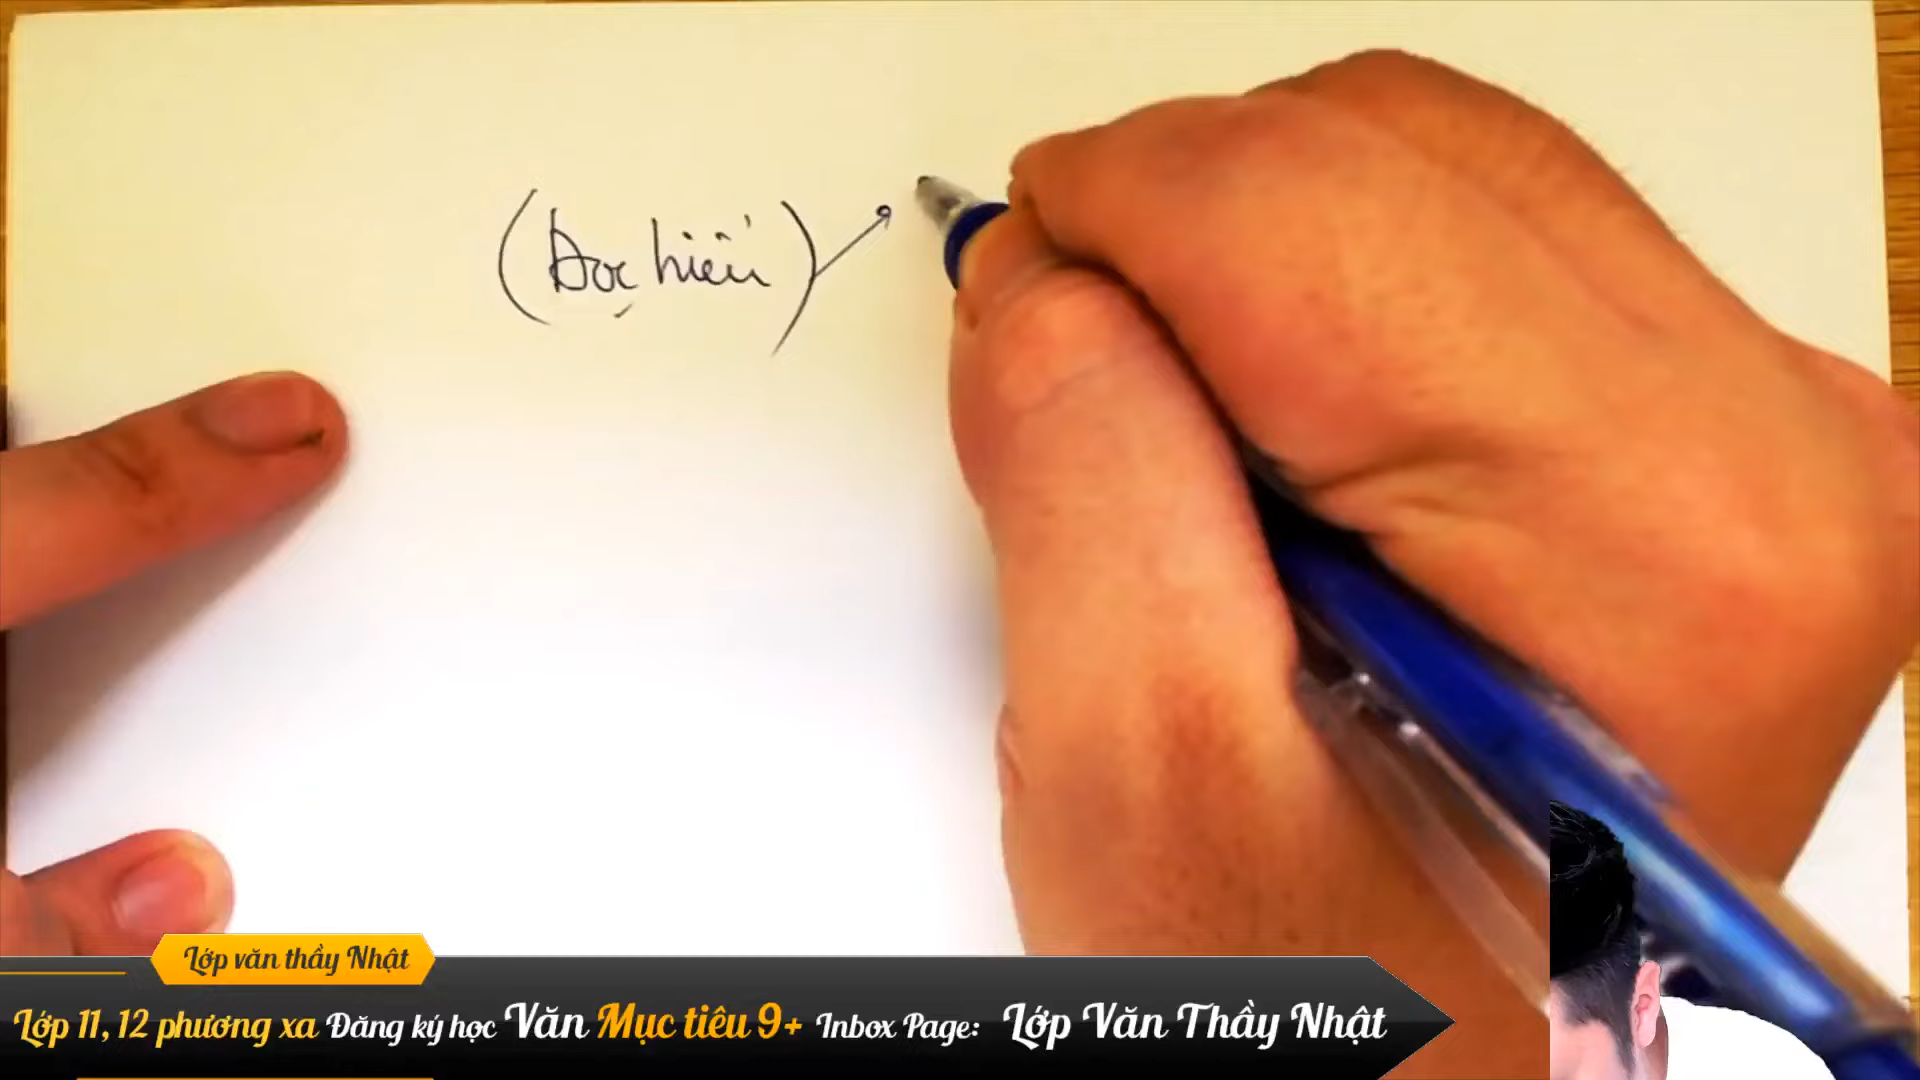 (Đọc hiểu)
Lớp văn thầy Nhật
Lớp 11, 12 phương xa Đăng ký học Văn Mục tiêu 9+ Inbox Page: Lớp Văn Thầy Nhật